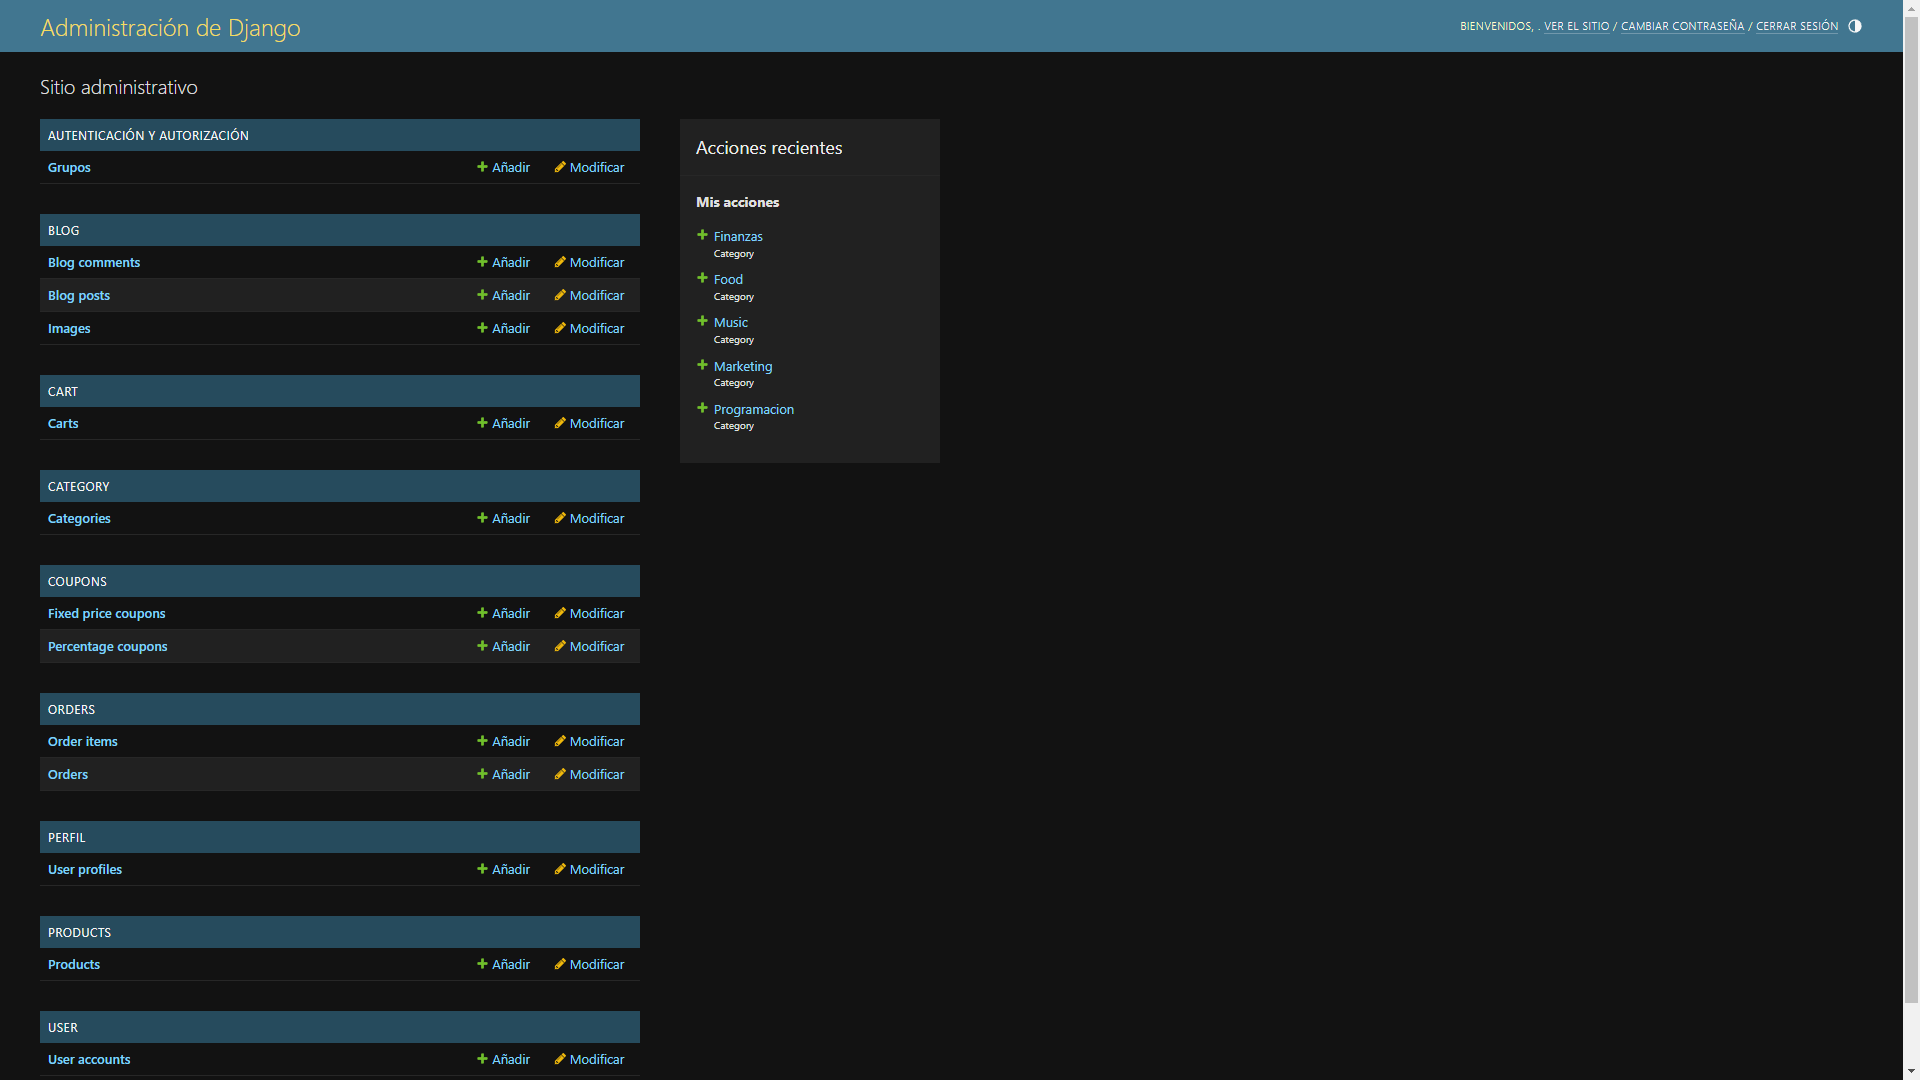 Administración de Django
BIENVENIDOS, . VER EL SITIO / CAMBIAR CONTRASEÑA / CERRAR SESIÓN
Sitio administrativo
AUTENTICACIÓN Y AUTORIZACIÓN
Grupos Añadir Modificar
BLOG
Blog comments Añadir Modificar
Blog posts Añadir Modificar
Images Añadir Modificar
CART
Carts Añadir Modificar
CATEGORY
Categories Añadir Modificar
COUPONS
Fixed price coupons Añadir Modificar
Percentage coupons Añadir Modificar
ORDERS
Order items Añadir Modificar
Orders Añadir Modificar
PERFIL
User profiles Añadir Modificar
PRODUCTS
Products Añadir Modificar
USER
User accounts Añadir Modificar
Acciones recientes
Mis acciones
Finanzas
Category
Food
Category
Music
Category
Marketing
Category
Programacion
Category